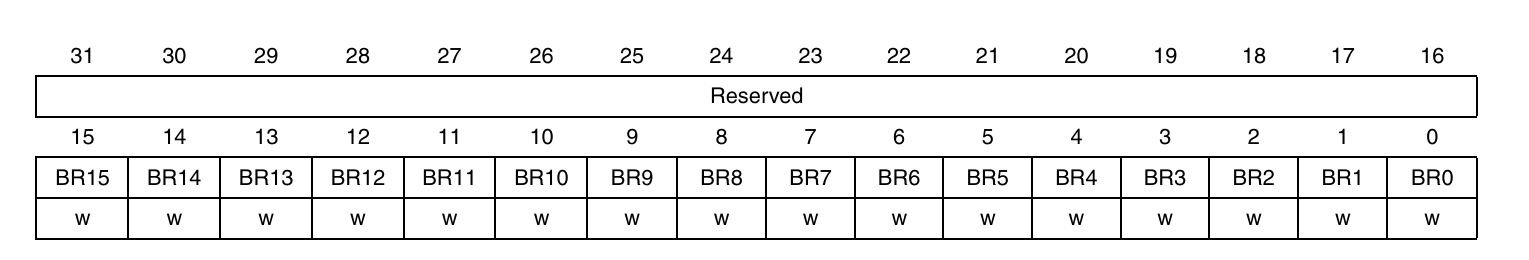 31 30 29 28 27 26 25 24 23 22 21 20 19 18 17 16
Reserved
15 14 13 12 11 10 9 8 7 6 5 4 3 2 1 0
BR15 BR14 BR13 BR12 BR11 BR10 BR9 BR8 BR7 BR6 BR5 BR4 BR3 BR2 BR1 BR0
w w w w w w w w w w w w w w w w